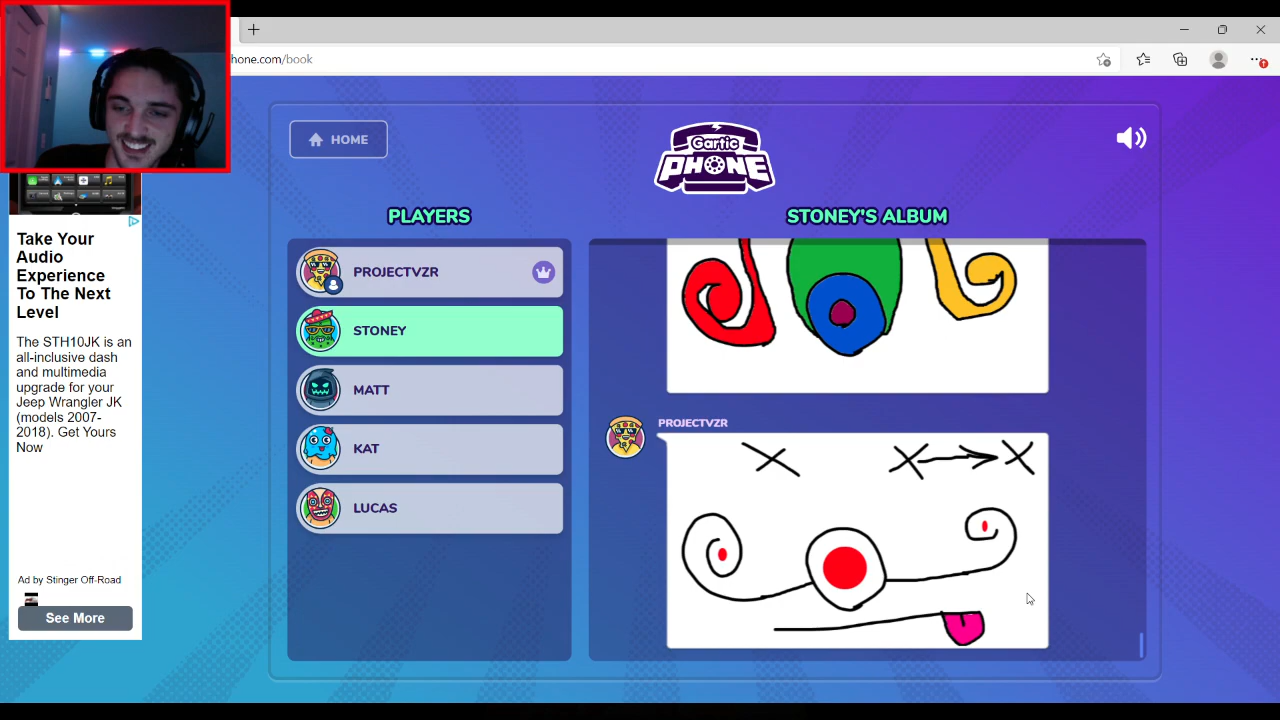 hone.com/book
HOME
Gartic
PHONE
PLAYERS
STONEY'S ALBUM
PROJECTVZR
STONEY
MATT
KAT
LUCAS
PROJECTVZR
Take Your
Audio
Experience
To The Next
Level
The STH10JK is an
all-inclusive dash
and multimedia
upgrade for your
Jeep Wrangler JK
(models 2007-
2018). Get Yours
Now
Ad by Stinger Off-Road
See More